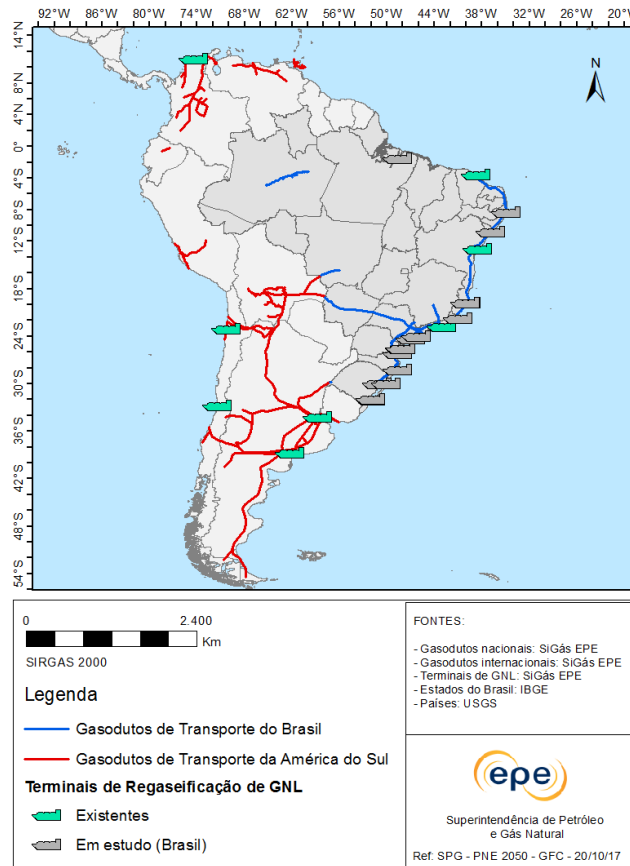 92°W 86°W 80°W 74°W 68°W 62°W 56°W 50°W 44°W 38°W 32°W 26°W 20°W
14°N
8°N
4°N
0°
4°S
8°S
12°S
18°S
24°S
30°S
36°S
42°S
48°S
54°S
N
0 2.400
Km
SIRGAS 2000
Legenda
Gasodutos de Transporte do Brasil
Gasodutos de Transporte da América do Sul
Terminais de Regaseificação de GNL
Existentes
Em estudo (Brasil)
FONTES:
- Gasodutos nacionais: SiGás EPE
- Gasodutos internacionais: SiGás EPE
- Terminais de GNL: SiGás EPE
- Estados do Brasil: IBGE
- Países: USGS
epe
Superintendência de Petróleo
e Gás Natural
Ref: SPG - PNE 2050 - GFC - 20/10/17